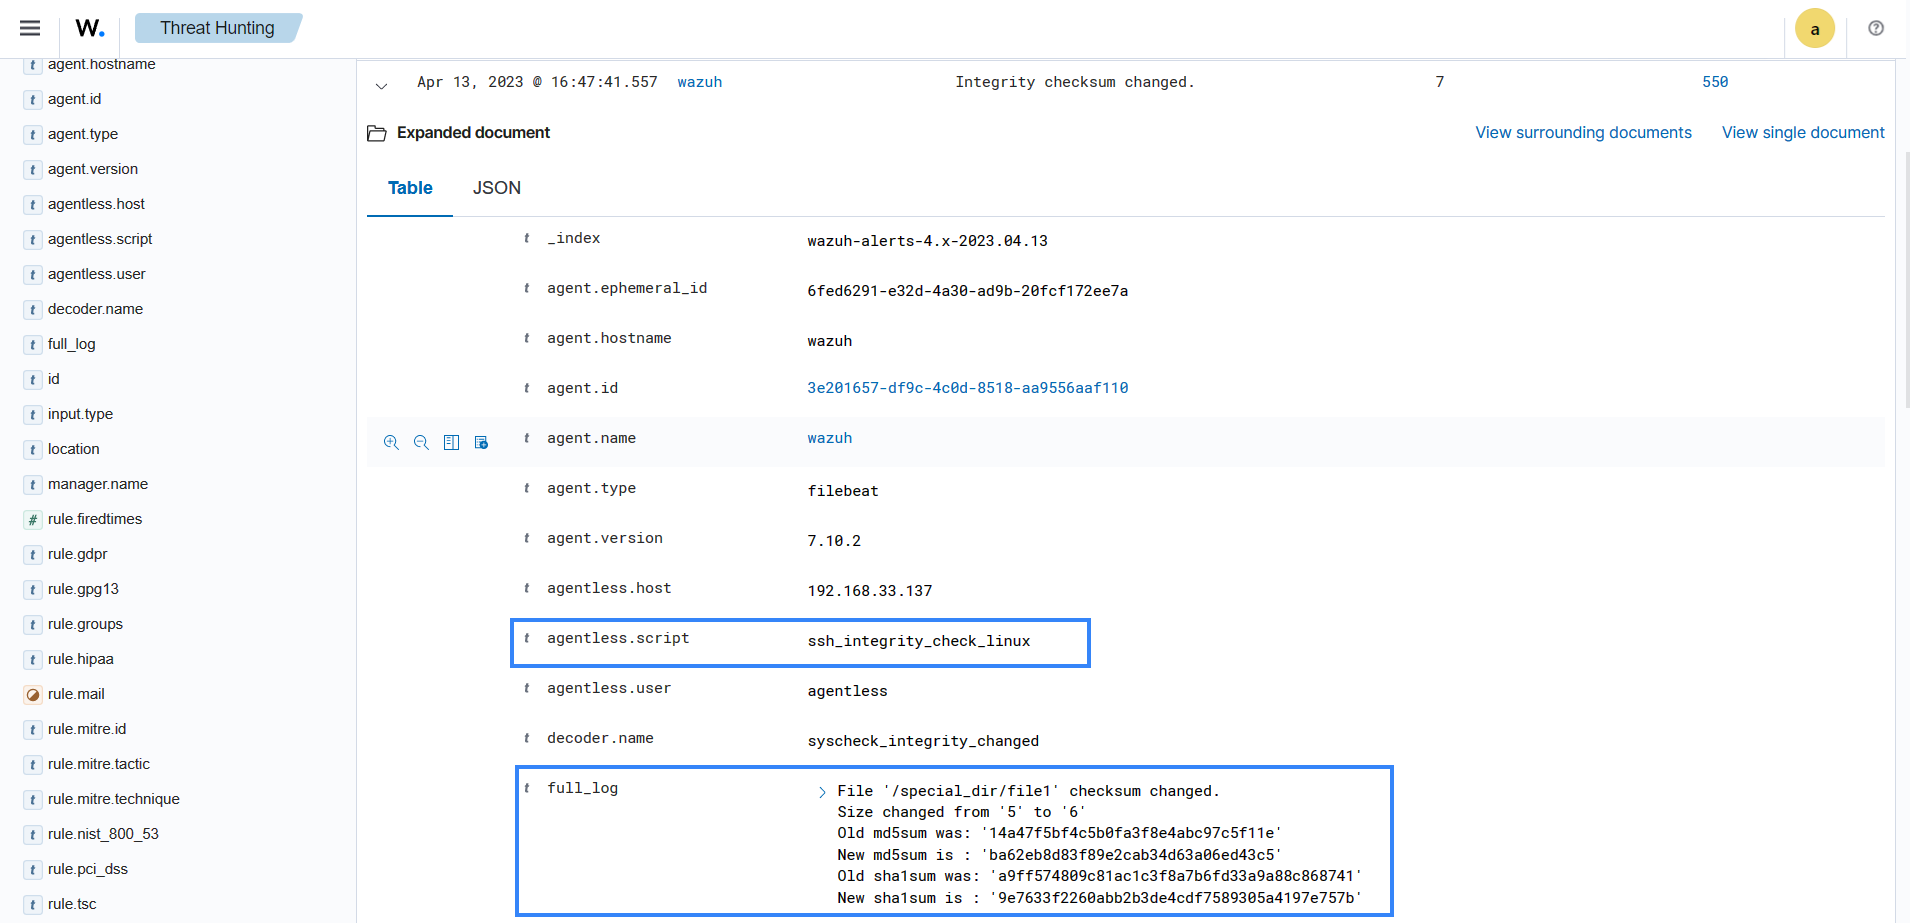 W. Threat Hunting a
agent.hostname
agent.id
agent.type
agent.version
agentless.host
agentless.script
agentless.user
decoder.name
full_log
id
input.type
location
manager.name
rule.firedtimes
rule.gdpr
rule.gpg13
rule.groups
rule.hipaa
rule.mail
rule.mitre.id
rule.mitre.tactic
rule.mitre.technique
rule.nist_800_53
rule.pci_dss
rule.tsc
Apr 13, 2023 @ 16:47:41.557 wazuh Integrity checksum changed. 7 550
Expanded document View surrounding documents View single document
Table JSON
t _index wazuh-alerts-4.x-2023.04.13
t agent.ephemeral_id 6fed6291-e32d-4a30-ad9b-20fcf172ee7a
t agent.hostname wazuh
t agent.id 3e201657-df9c-4c0d-8518-aa9556aaf110
t agent.name wazuh
t agent.type filebeat
t agent.version 7.10.2
t agentless.host 192.168.33.137
t agentless.script ssh_integrity_check_linux
t agentless.user agentless
t decoder.name syscheck_integrity_changed
t full_log File '/special_dir/file1' checksum changed.
Size changed from '5' to '6'
Old md5sum was: '14a47f5bf4c5b0fa3f8e4abc97c5f11e'
New md5sum is : 'ba62eb8d83f89e2cab34d63a06ed43c5'
Old sha1sum was: 'a9ff574809c81ac1c3f8a7b6fd33a9a88c868741'
New sha1sum is : '9e7633f2260abb2b3de4cdf7589305a4197e757b'